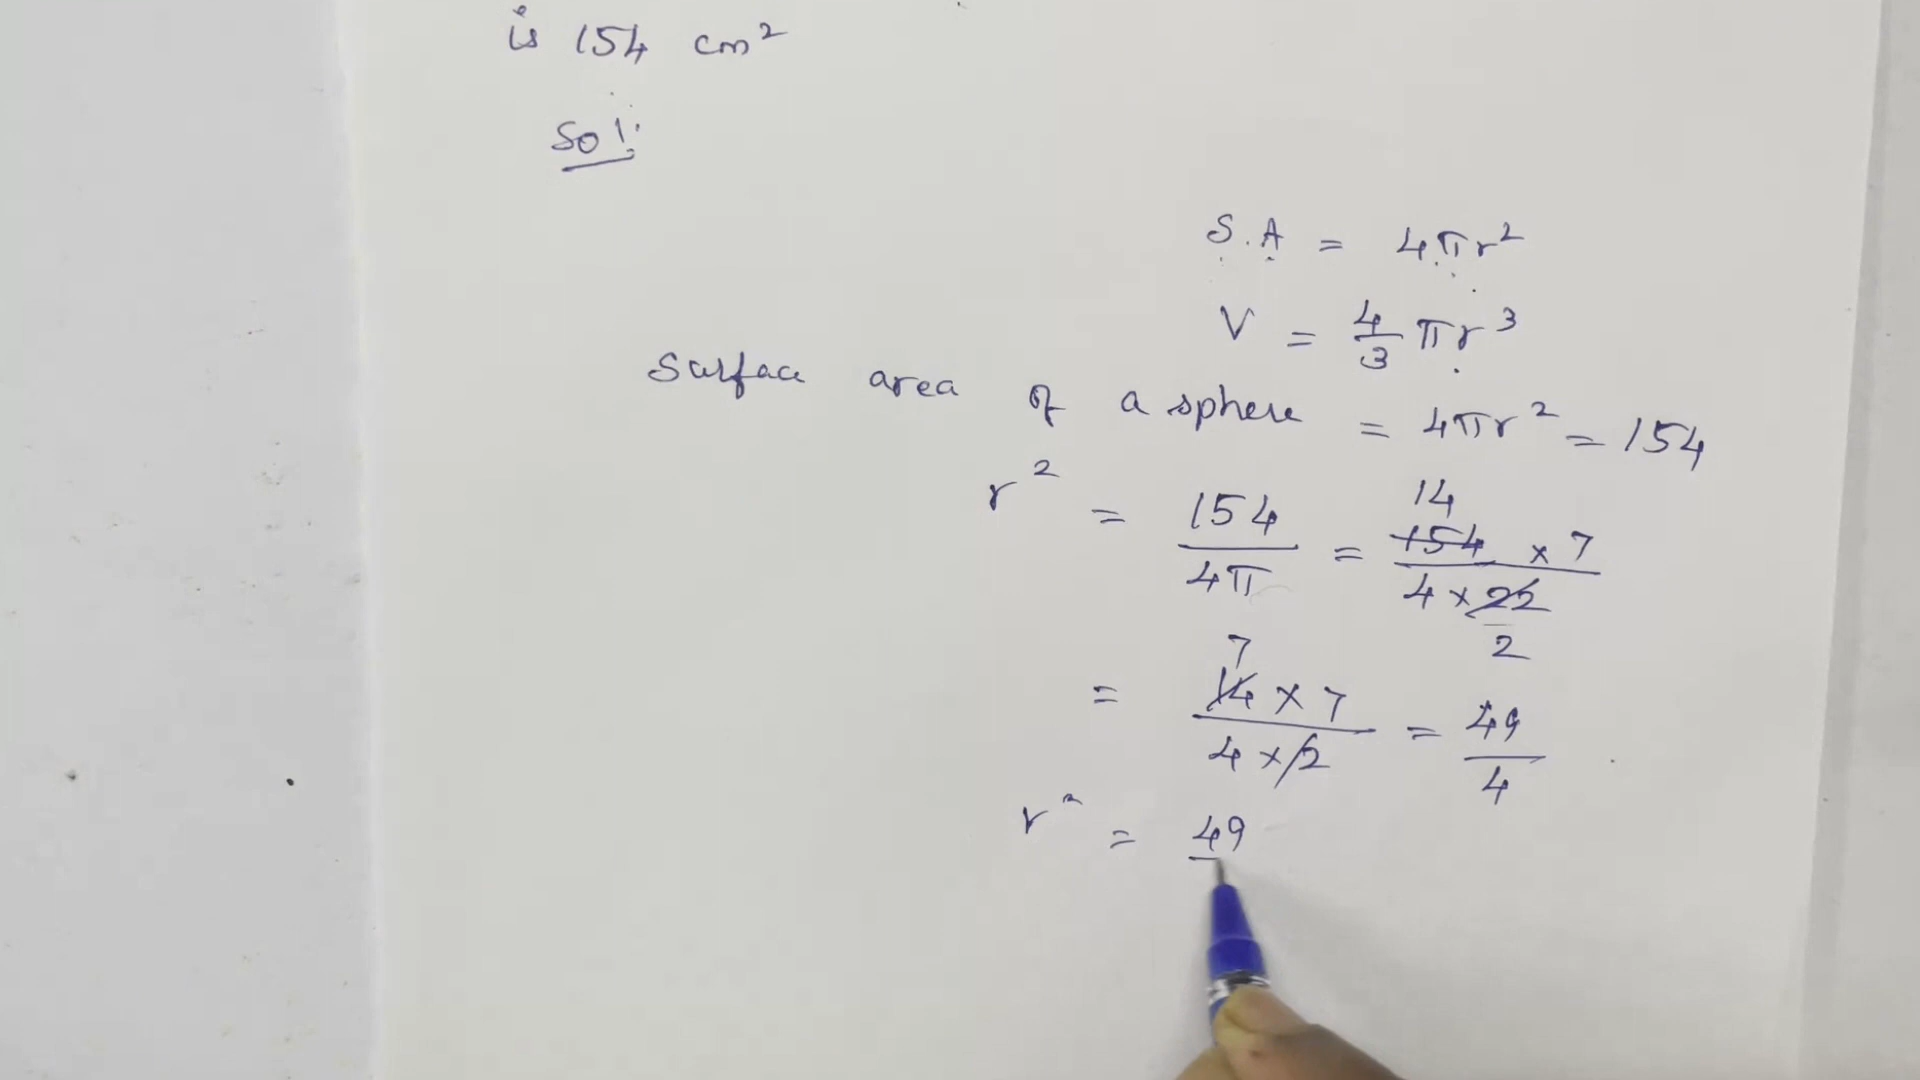 is 154 cm²
Sol:
S.A = 4πr²
V = 4/3 πr³
Surface area of a sphere = 4πr² = 154
r² = 154/4π = 14 154 × 7 / 4 × 22 2
= 7 14 × 7 / 4 × 2 = 49/4
r² = 49